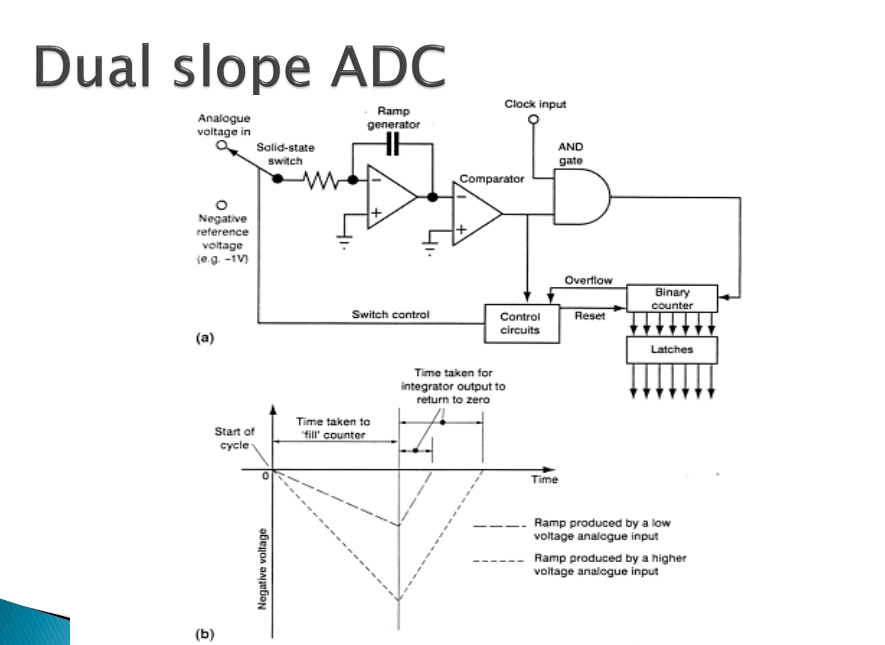 Dual slope ADC
Analogue
voltage in
Solid-state
switch
Ramp
generator
Clock input
AND
gate
Comparator
Negative
reference
voltage
(e.g. -1V)
−
+
−
+
Overflow
Binary
counter
Switch control
Control
circuits
Reset
Latches
(a)
Time taken for
integrator output to
return to zero
Time taken to
'fill' counter
Start of
cycle
0
Time
Negative voltage
Ramp produced by a low
voltage analogue input
Ramp produced by a higher
voltage analogue input
(b)